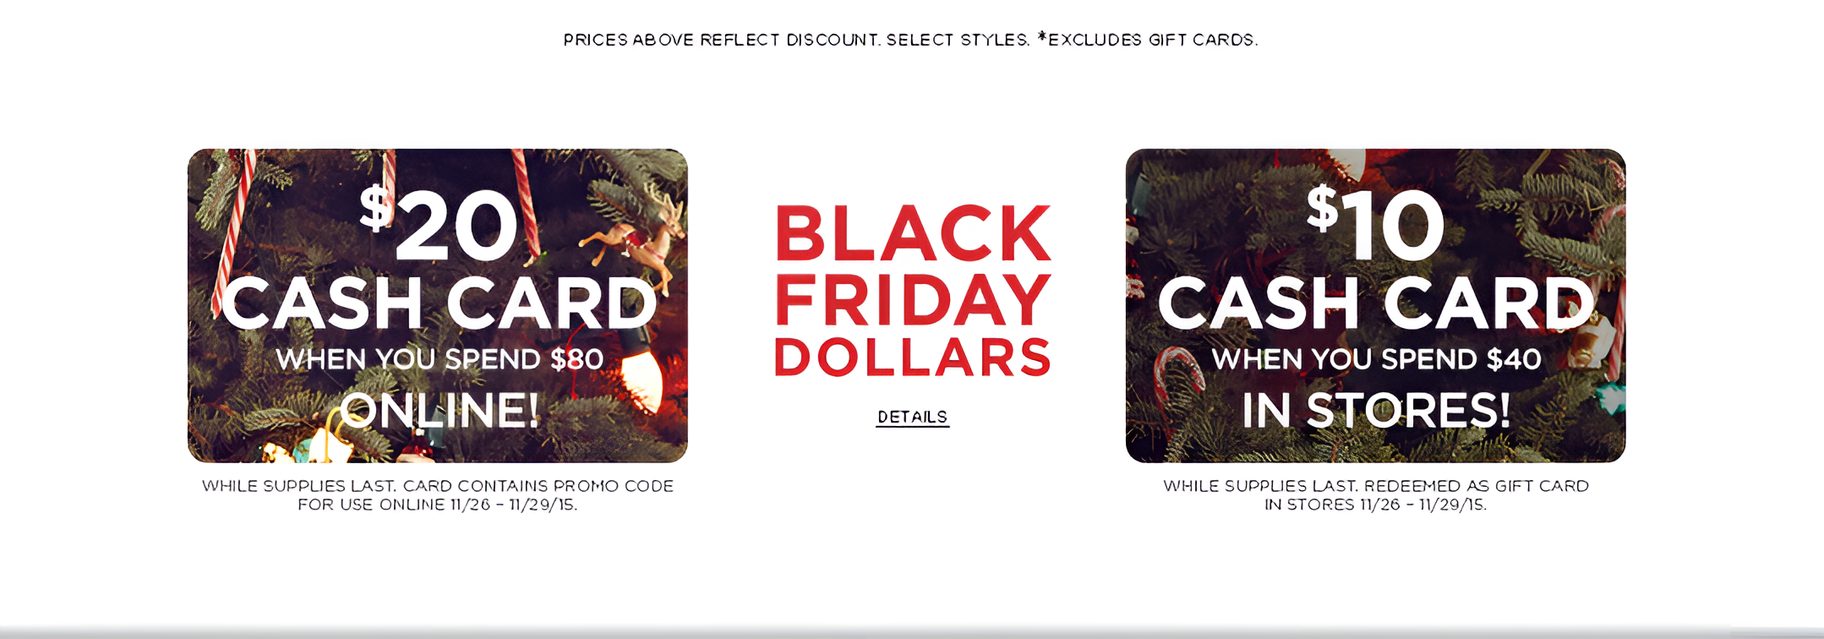 PRICES ABOVE REFLECT DISCOUNT. SELECT STYLES. *EXCLUDES GIFT CARDS.
$20
CASH CARD
WHEN YOU SPEND $80
ONLINE!
WHILE SUPPLIES LAST. CARD CONTAINS PROMO CODE
FOR USE ONLINE 11/26 - 11/29/15.
BLACK
FRIDAY
DOLLARS
DETAILS
$10
CASH CARD
WHEN YOU SPEND $40
IN STORES!
WHILE SUPPLIES LAST. REDEEMED AS GIFT CARD
IN STORES 11/26 - 11/29/15.